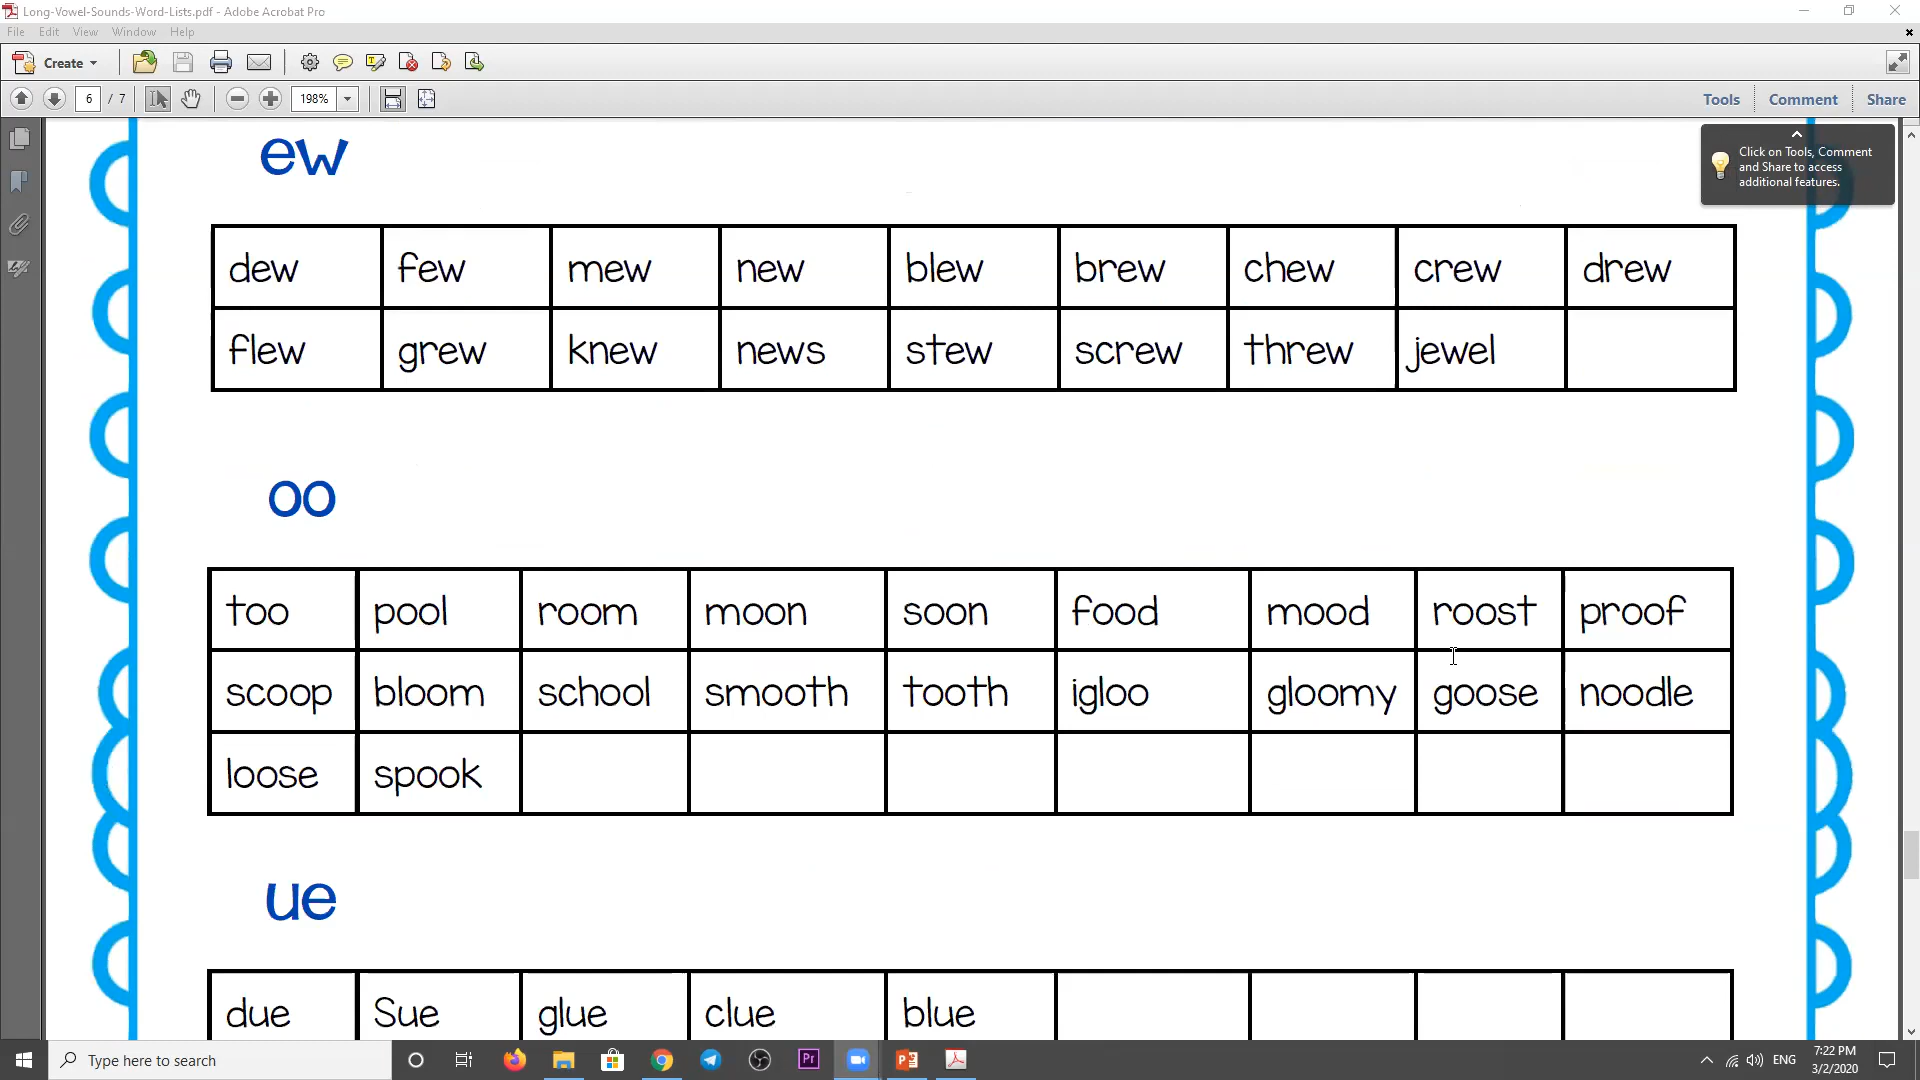 Long-Vowel-Sounds-Word-Lists.pdf - Adobe Acrobat Pro
File Edit View Window Help
Create
6 / 7 198% Tools Comment Share
Click on Tools, Comment
and Share to access
additional features.
ew
dew few mew new blew brew chew crew drew
flew grew knew news stew screw threw jewel
oo
too pool room moon soon food mood roost proof
scoop bloom school smooth tooth igloo gloomy goose noodle
loose spook
ue
due Sue glue clue blue
Type here to search Pr ENG 7:22 PM
3/2/2020